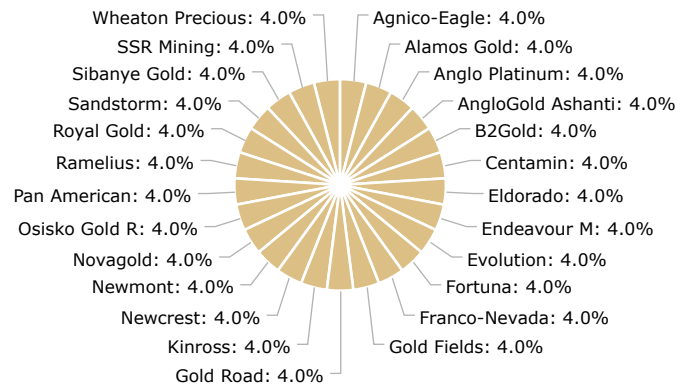 Wheaton Precious: 4.0%
Agnico-Eagle: 4.0%
SSR Mining: 4.0%
Alamos Gold: 4.0%
Sibanye Gold: 4.0%
Anglo Platinum: 4.0%
Sandstorm: 4.0%
AngloGold Ashanti: 4.0%
Royal Gold: 4.0%
B2Gold: 4.0%
Ramelius: 4.0%
Centamin: 4.0%
Pan American: 4.0%
Eldorado: 4.0%
Osisko Gold R: 4.0%
Endeavour M: 4.0%
Novagold: 4.0%
Evolution: 4.0%
Newmont: 4.0%
Fortuna: 4.0%
Newcrest: 4.0%
Franco-Nevada: 4.0%
Kinross: 4.0%
Gold Fields: 4.0%
Gold Road: 4.0%